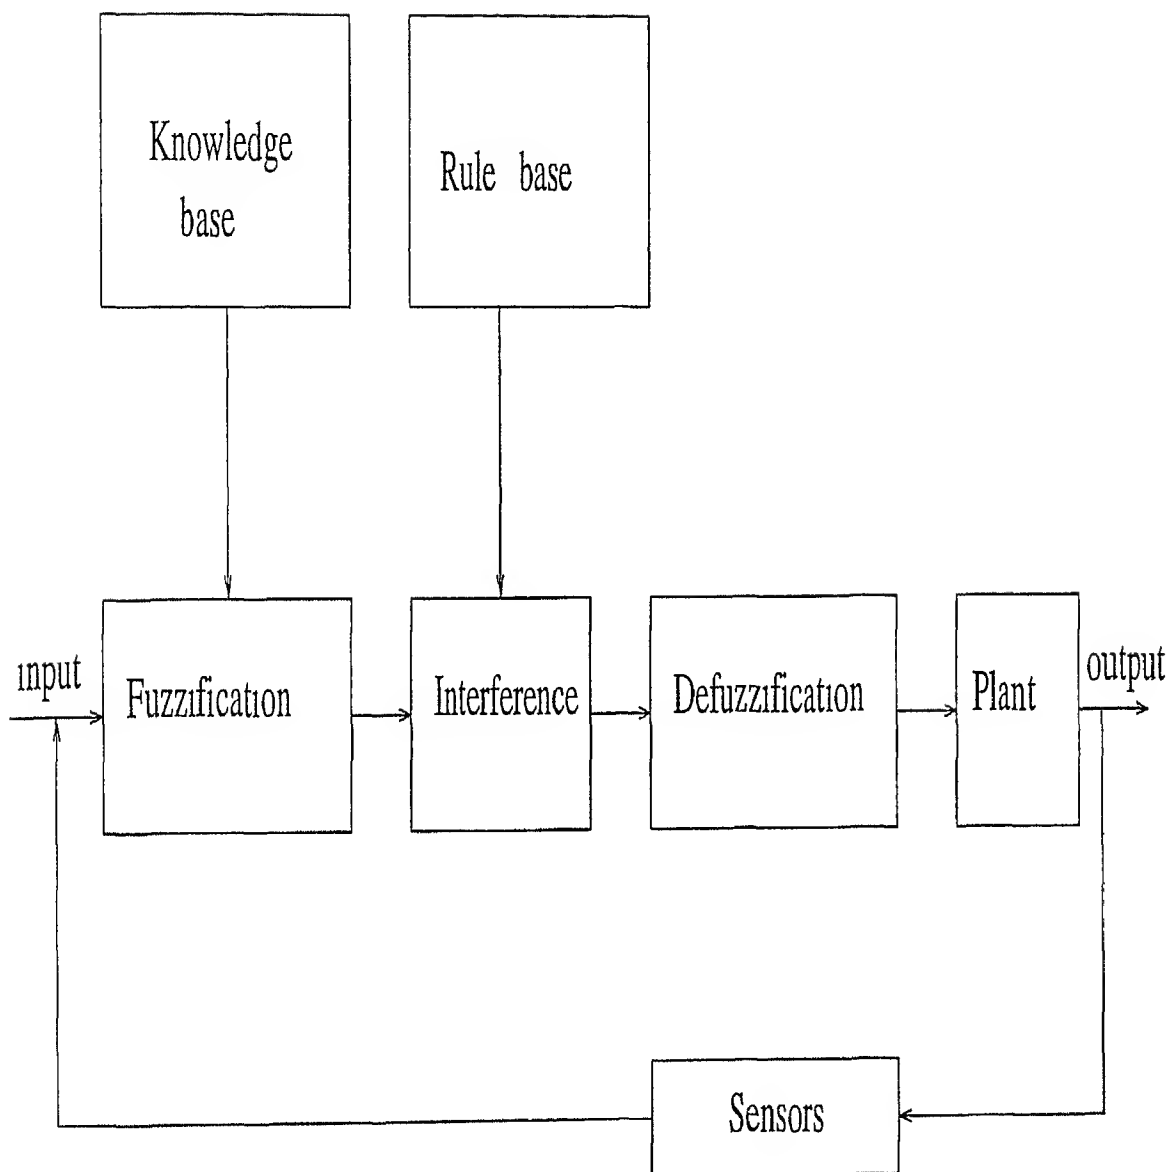 Knowledge
base
Rule base
input
Fuzzification
Interference
Defuzzification
Plant
output
Sensors